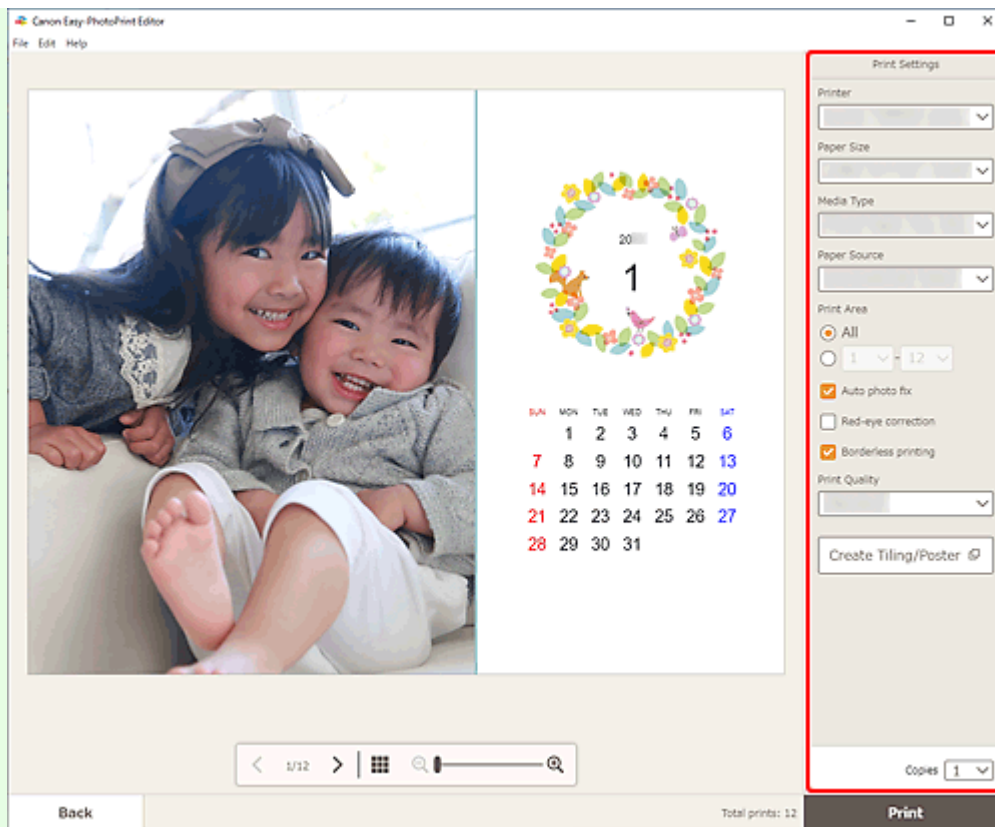 Canon Easy-PhotoPrint Editor
File Edit Help
20
1
SUN MON TUE WED THU FRI SAT
1 2 3 4 5 6
7 8 9 10 11 12 13
14 15 16 17 18 19 20
21 22 23 24 25 26 27
28 29 30 31
1/12
Back
Total prints: 12
Print Settings
Printer
Paper Size
Media Type
Paper Source
Print Area
All
1 - 12
Auto photo fix
Red-eye correction
Borderless printing
Print Quality
Create Tiling/Poster
Copies 1
Print